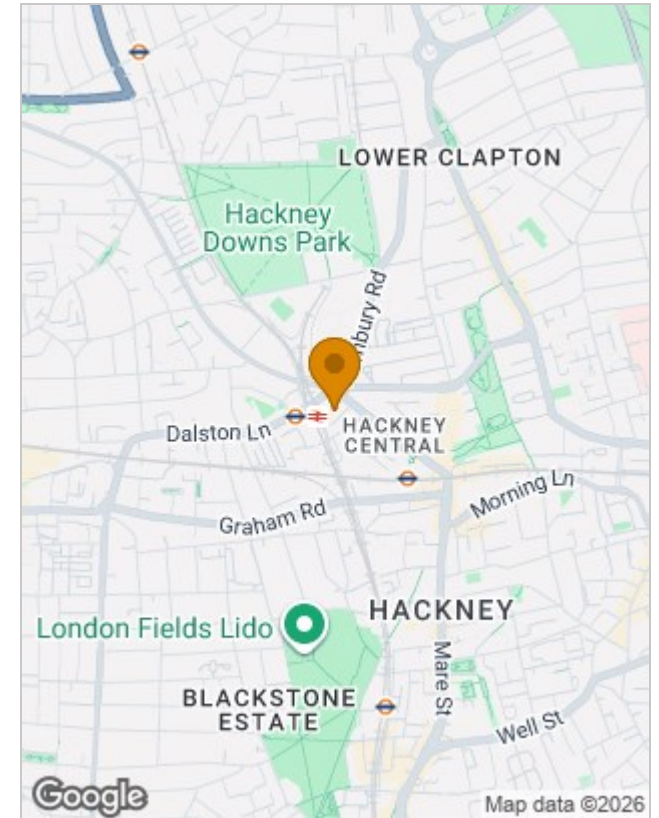 LOWER CLAPTON
Hackney
Downs Park
nbury Rd
HACKNEY
CENTRAL
Dalston Ln
Morning Ln
Graham Rd
London Fields Lido
HACKNEY
BLACKSTONE
ESTATE
Mare St
Well St
Google
Map data ©2026